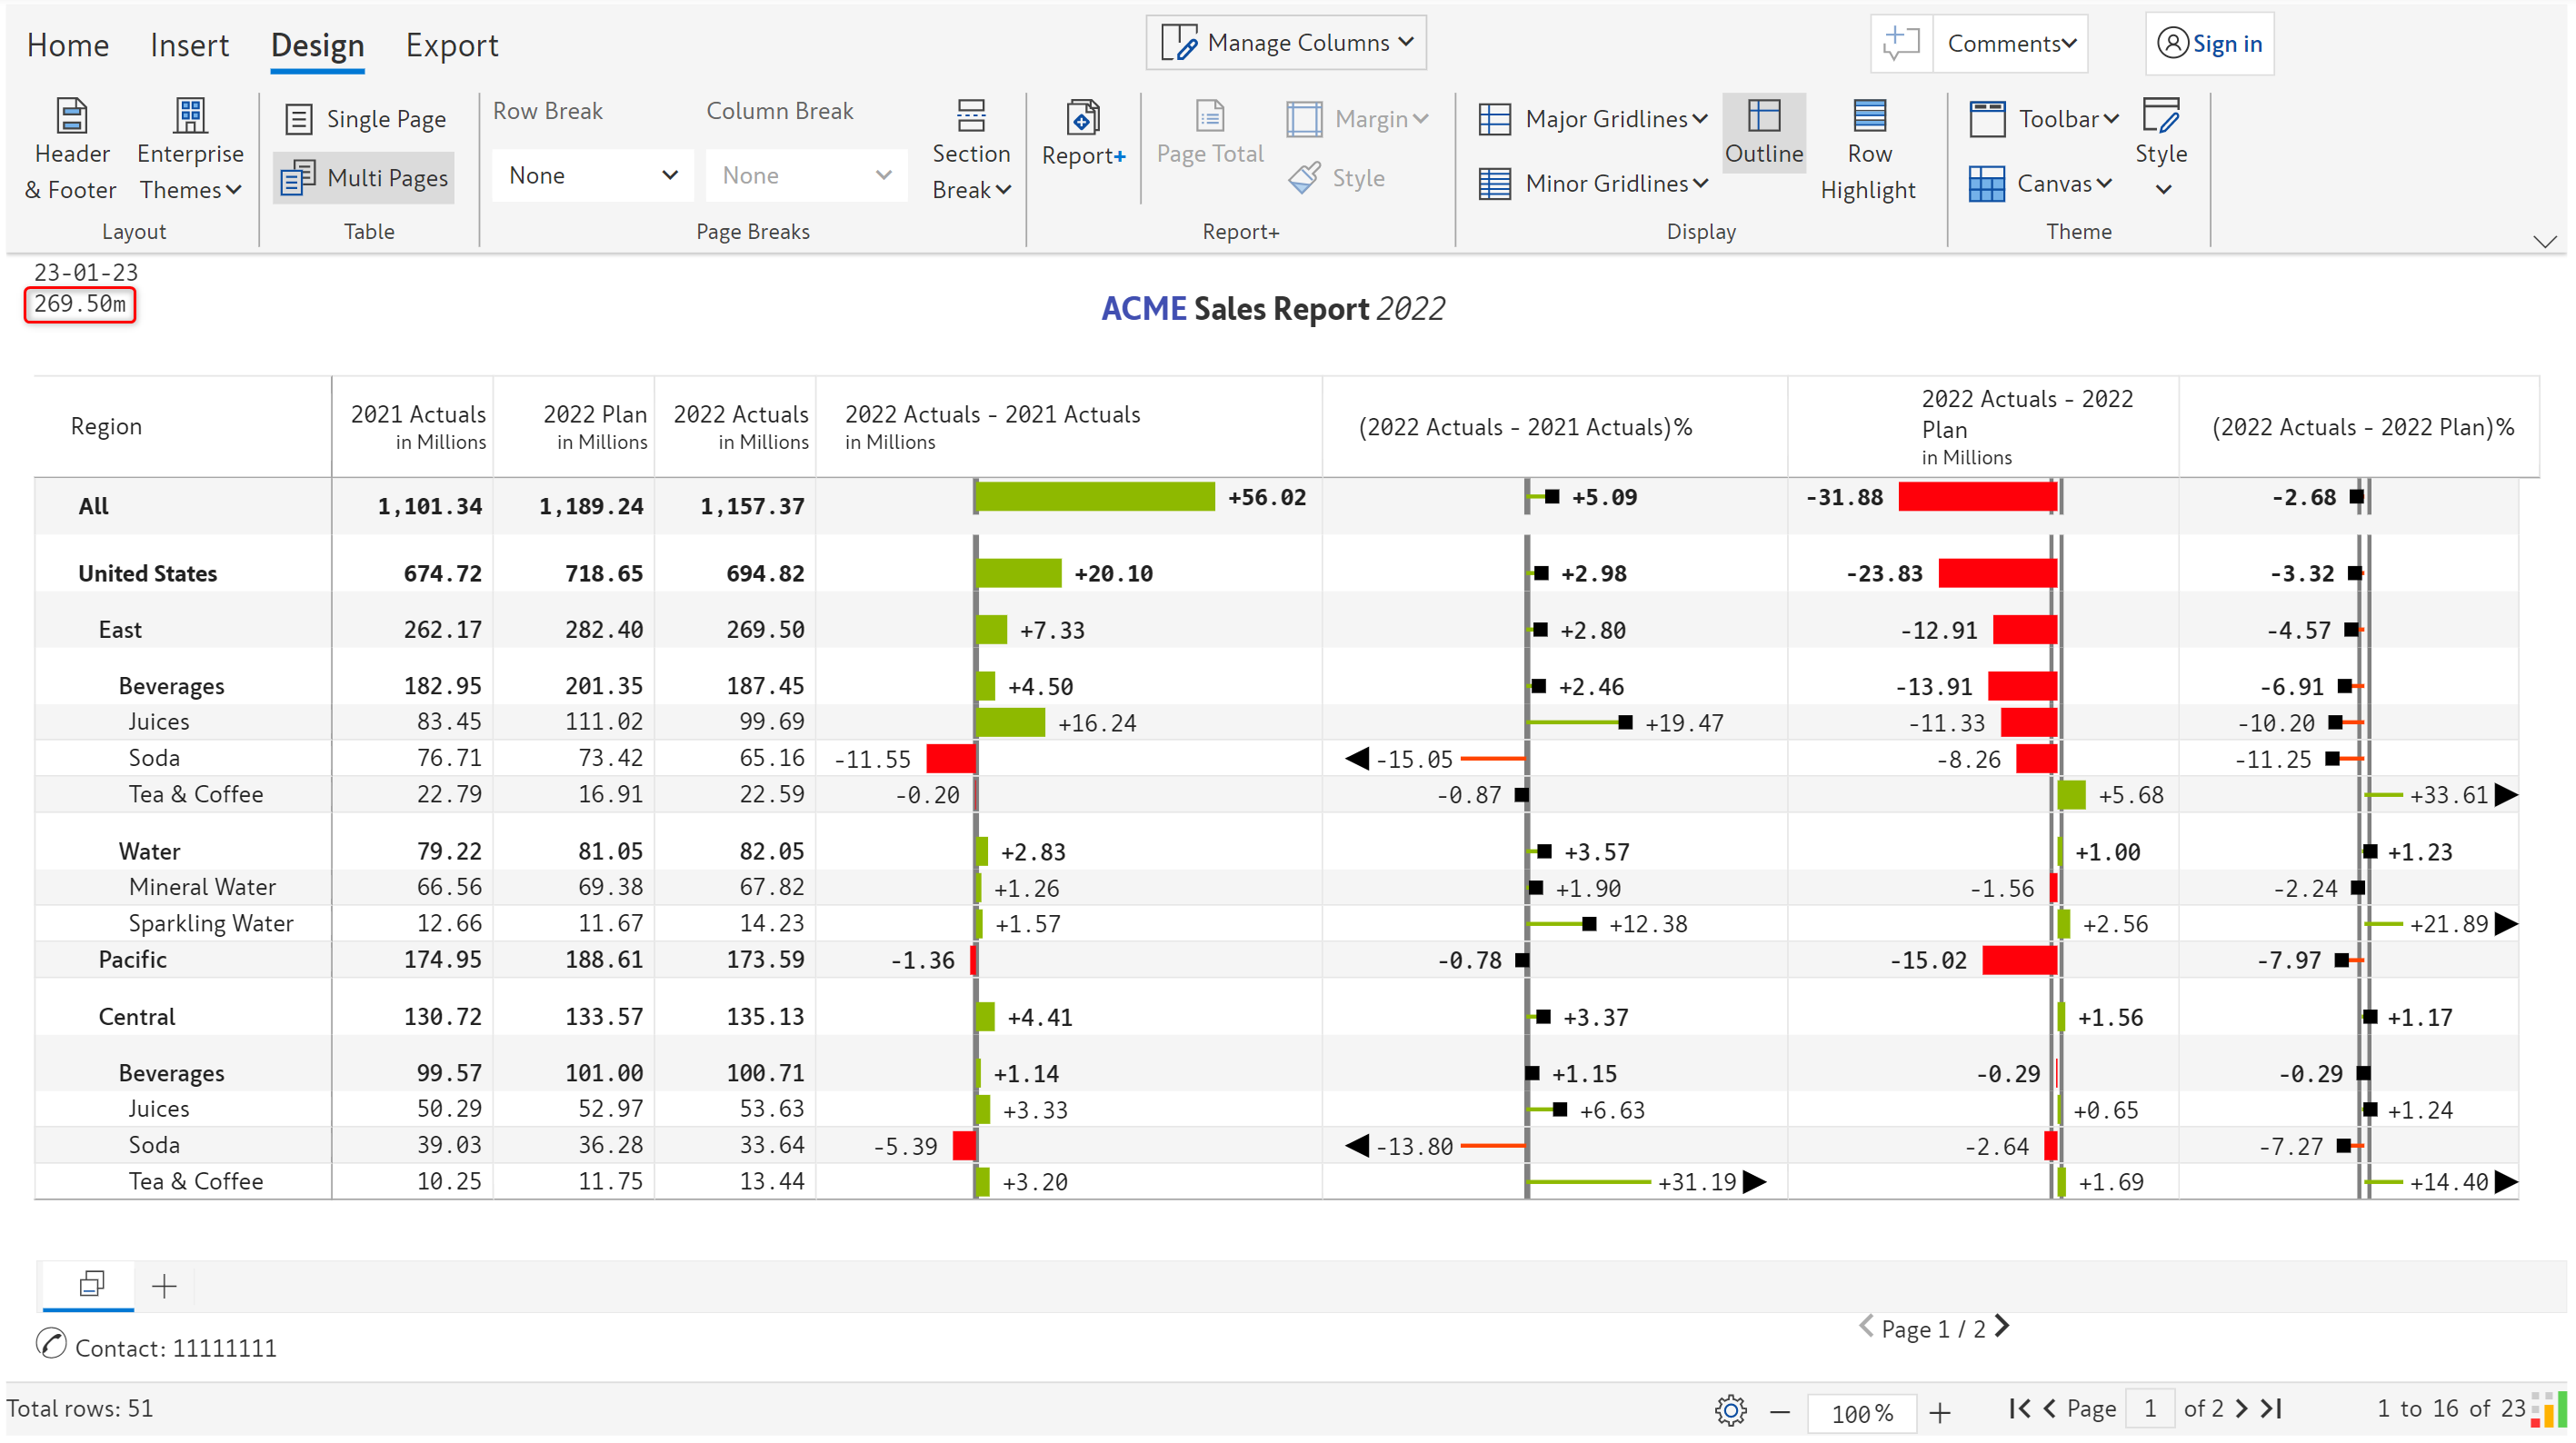 Home Insert Design Export Manage Columns Comments Sign in
Header & Footer Enterprise Themes Single Page Multi Pages Row Break None Column Break None Section Break Report+ Page Total Margin Style Major Gridlines Minor Gridlines Outline Row Highlight Toolbar Canvas Style
Layout Table Page Breaks Report+ Display Theme
23-01-23
269.50m
ACME Sales Report 2022
Region 2021 Actuals in Millions 2022 Plan in Millions 2022 Actuals in Millions 2022 Actuals - 2021 Actuals in Millions (2022 Actuals - 2021 Actuals)% 2022 Actuals - 2022 Plan in Millions (2022 Actuals - 2022 Plan)%
All 1,101.34 1,189.24 1,157.37 +56.02 +5.09 -31.88 -2.68
United States 674.72 718.65 694.82 +20.10 +2.98 -23.83 -3.32
East 262.17 282.40 269.50 +7.33 +2.80 -12.91 -4.57
Beverages 182.95 201.35 187.45 +4.50 +2.46 -13.91 -6.91
Juices 83.45 111.02 99.69 +16.24 +19.47 -11.33 -10.20
Soda 76.71 73.42 65.16 -11.55 -15.05 -8.26 -11.25
Tea & Coffee 22.79 16.91 22.59 -0.20 -0.87 +5.68 +33.61
Water 79.22 81.05 82.05 +2.83 +3.57 +1.00 +1.23
Mineral Water 66.56 69.38 67.82 +1.26 +1.90 -1.56 -2.24
Sparkling Water 12.66 11.67 14.23 +1.57 +12.38 +2.56 +21.89
Pacific 174.95 188.61 173.59 -1.36 -0.78 -15.02 -7.97
Central 130.72 133.57 135.13 +4.41 +3.37 +1.56 +1.17
Beverages 99.57 101.00 100.71 +1.14 +1.15 -0.29 -0.29
Juices 50.29 52.97 53.63 +3.33 +6.63 +0.65 +1.24
Soda 39.03 36.28 33.64 -5.39 -13.80 -2.64 -7.27
Tea & Coffee 10.25 11.75 13.44 +3.20 +31.19 +1.69 +14.40
Page 1 / 2
Contact: 11111111
Total rows: 51 100% Page 1 of 2 1 to 16 of 23